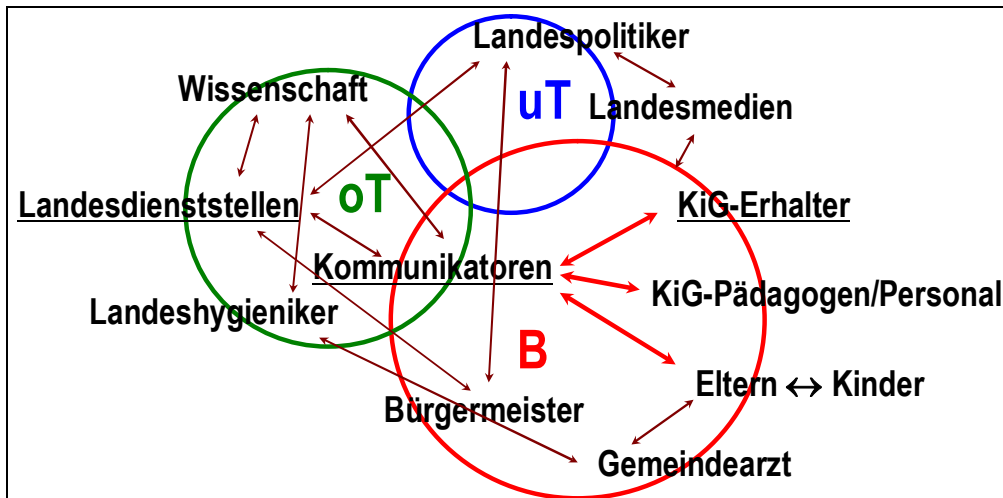 Landespolitiker
Wissenschaft
uT
Landesmedien
oT
Landesdienststellen
KiG-Erhalter
Kommunikatoren
KiG-Pädagogen/Personal
Landeshygieniker
B
Eltern ↔ Kinder
Bürgermeister
Gemeindearzt